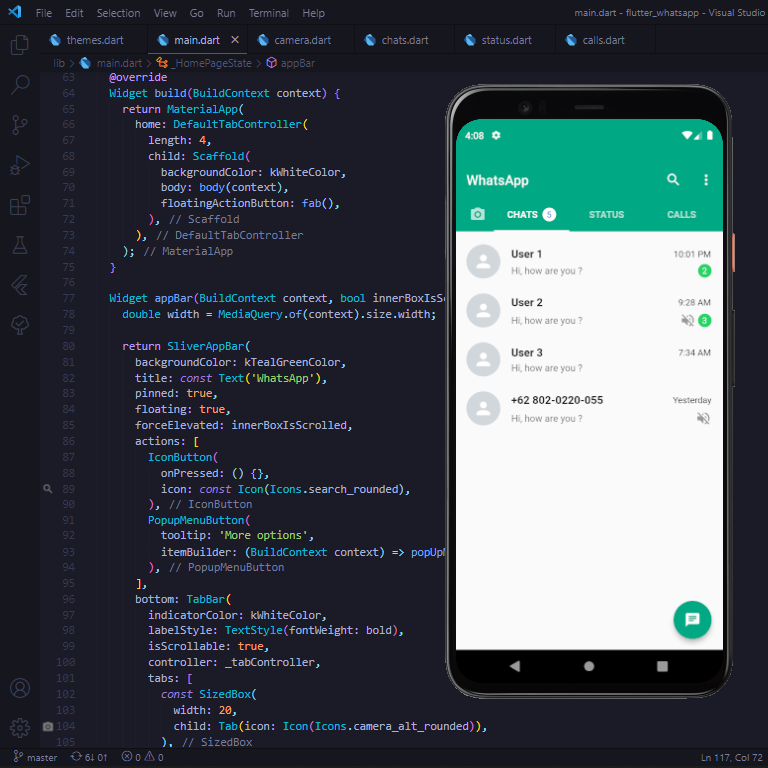 File Edit Selection View Go Run Terminal Help main.dart - flutter_whatsapp - Visual Studio
themes.dart main.dart camera.dart chats.dart status.dart calls.dart
lib > main.dart > _HomePageState > appBar
63 @override
64 Widget build(BuildContext context) {
65 return MaterialApp(
66 home: DefaultTabController(
67 length: 4,
68 child: Scaffold(
69 backgroundColor: kWhiteColor,
70 body: body(context),
71 floatingActionButton: fab(),
72 ), // Scaffold
73 ), // DefaultTabController
74 ); // MaterialApp
75 }
76
77 Widget appBar(BuildContext context, bool innerBoxIsSc
78 double width = MediaQuery.of(context).size.width;
79
80 return SliverAppBar(
81 backgroundColor: kTealGreenColor,
82 title: const Text('WhatsApp'),
83 pinned: true,
84 floating: true,
85 forceElevated: innerBoxIsScrolled,
86 actions: [
87 IconButton(
88 onPressed: () {},
89 icon: const Icon(Icons.search_rounded),
90 ), // IconButton
91 PopupMenuButton(
92 tooltip: 'More options',
93 itemBuilder: (BuildContext context) => popUpM
94 ), // PopupMenuButton
95 ],
96 bottom: TabBar(
97 indicatorColor: kWhiteColor,
98 labelStyle: TextStyle(fontWeight: bold),
99 isScrollable: true,
100 controller: _tabController,
101 tabs: [
102 const SizedBox(
103 width: 20,
104 child: Tab(icon: Icon(Icons.camera_alt_rounded)),
105 ), // SizedBox
master 6↓ 0↑ 0 0 Ln 117, Col 72
4:08
WhatsApp
CHATS 5 STATUS CALLS
User 1 10:01 PM
Hi, how are you ? 2
User 2 9:28 AM
Hi, how are you ? 3
User 3 7:34 AM
Hi, how are you ?
+62 802-0220-055 Yesterday
Hi, how are you ?